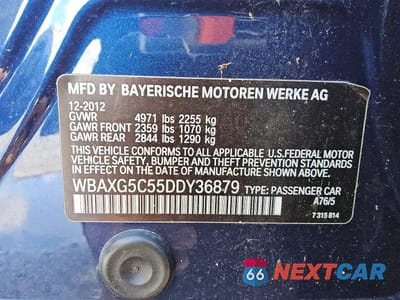 MFD BY BAYERISCHE MOTOREN WERKE AG
12-2012
GVWR 4971 lbs 2255 kg
GAWR FRONT 2359 lbs 1070 kg
GAWR REAR 2844 lbs 1290 kg
THIS VEHICLE CONFORMS TO ALL APPLICABLE U.S.FEDERAL MOTOR
VEHICLE SAFETY, BUMPER AND THEFT PREVENTION STANDARDS
IN EFFECT ON THE DATE OF MANUFACTURE SHOWN ABOVE.
WBAXG5C55DDY36879 TYPE: PASSENGER CAR
A76/5
7 315 814
66 NEXTCAR